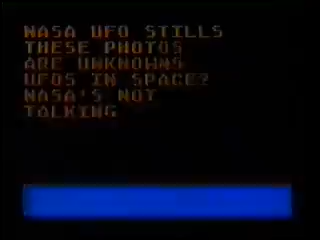 NASA UFO STILLS
THESE PHOTOS
ARE UNKNOWNS
UFOS IN SPACE?
NASA'S NOT
TALKING